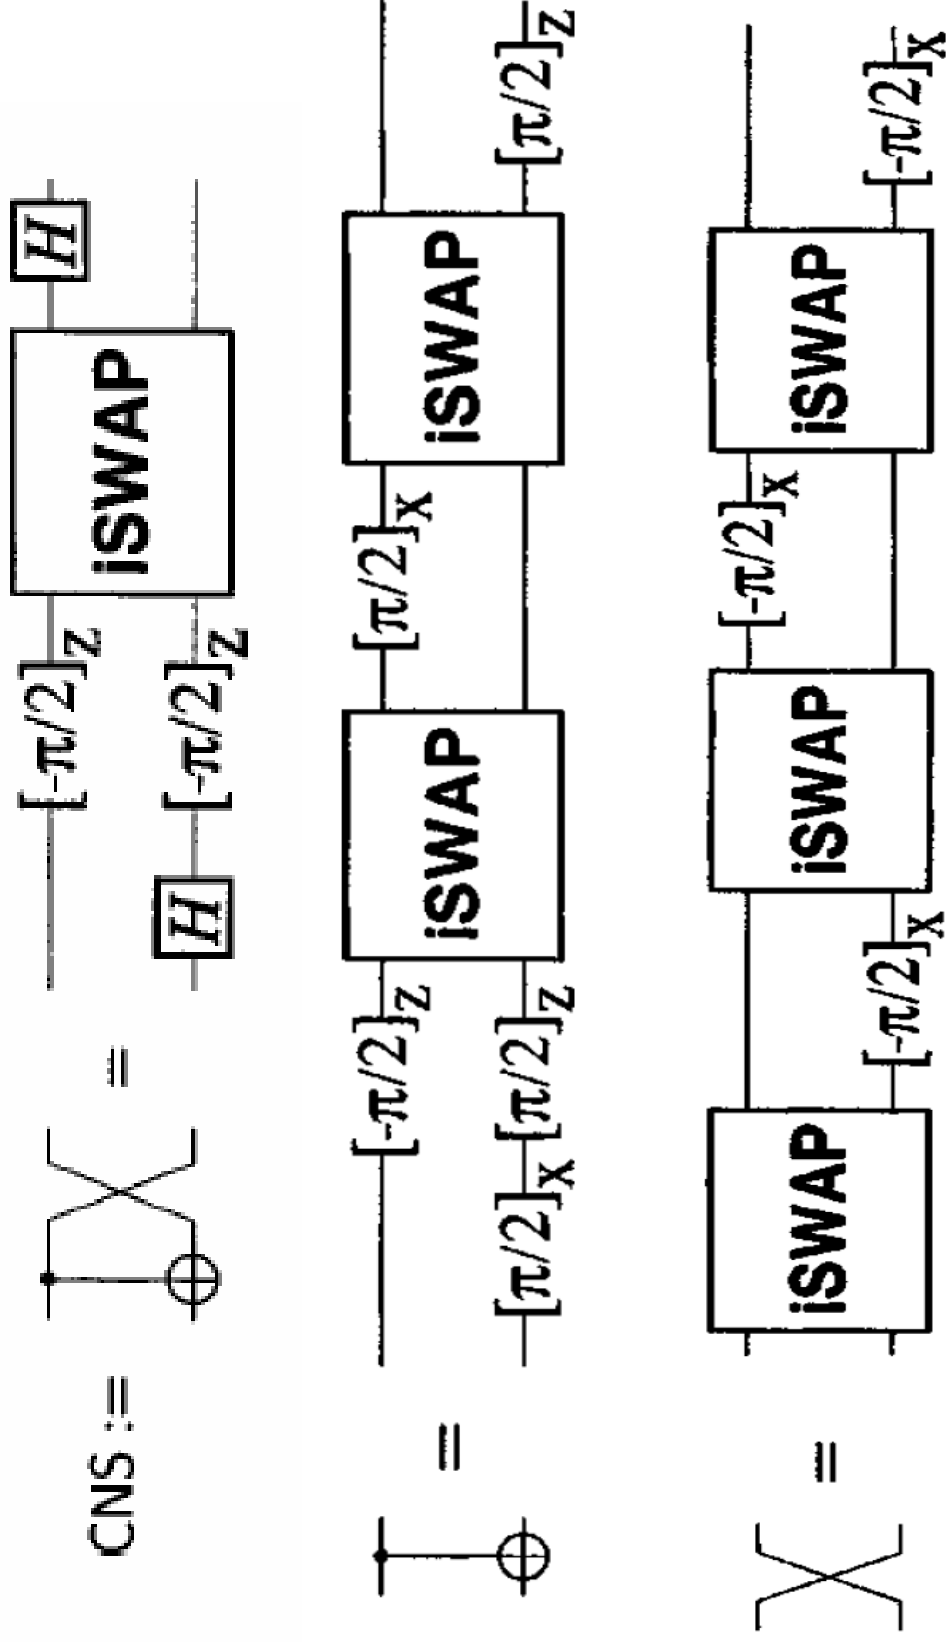 [-π/2]Z H
CNS := = iSWAP
H [-π/2]Z
[-π/2]Z [π/2]X
= iSWAP iSWAP
[π/2]X [π/2]Z [π/2]Z
[-π/2]X
= iSWAP iSWAP iSWAP
[-π/2]X [-π/2]X